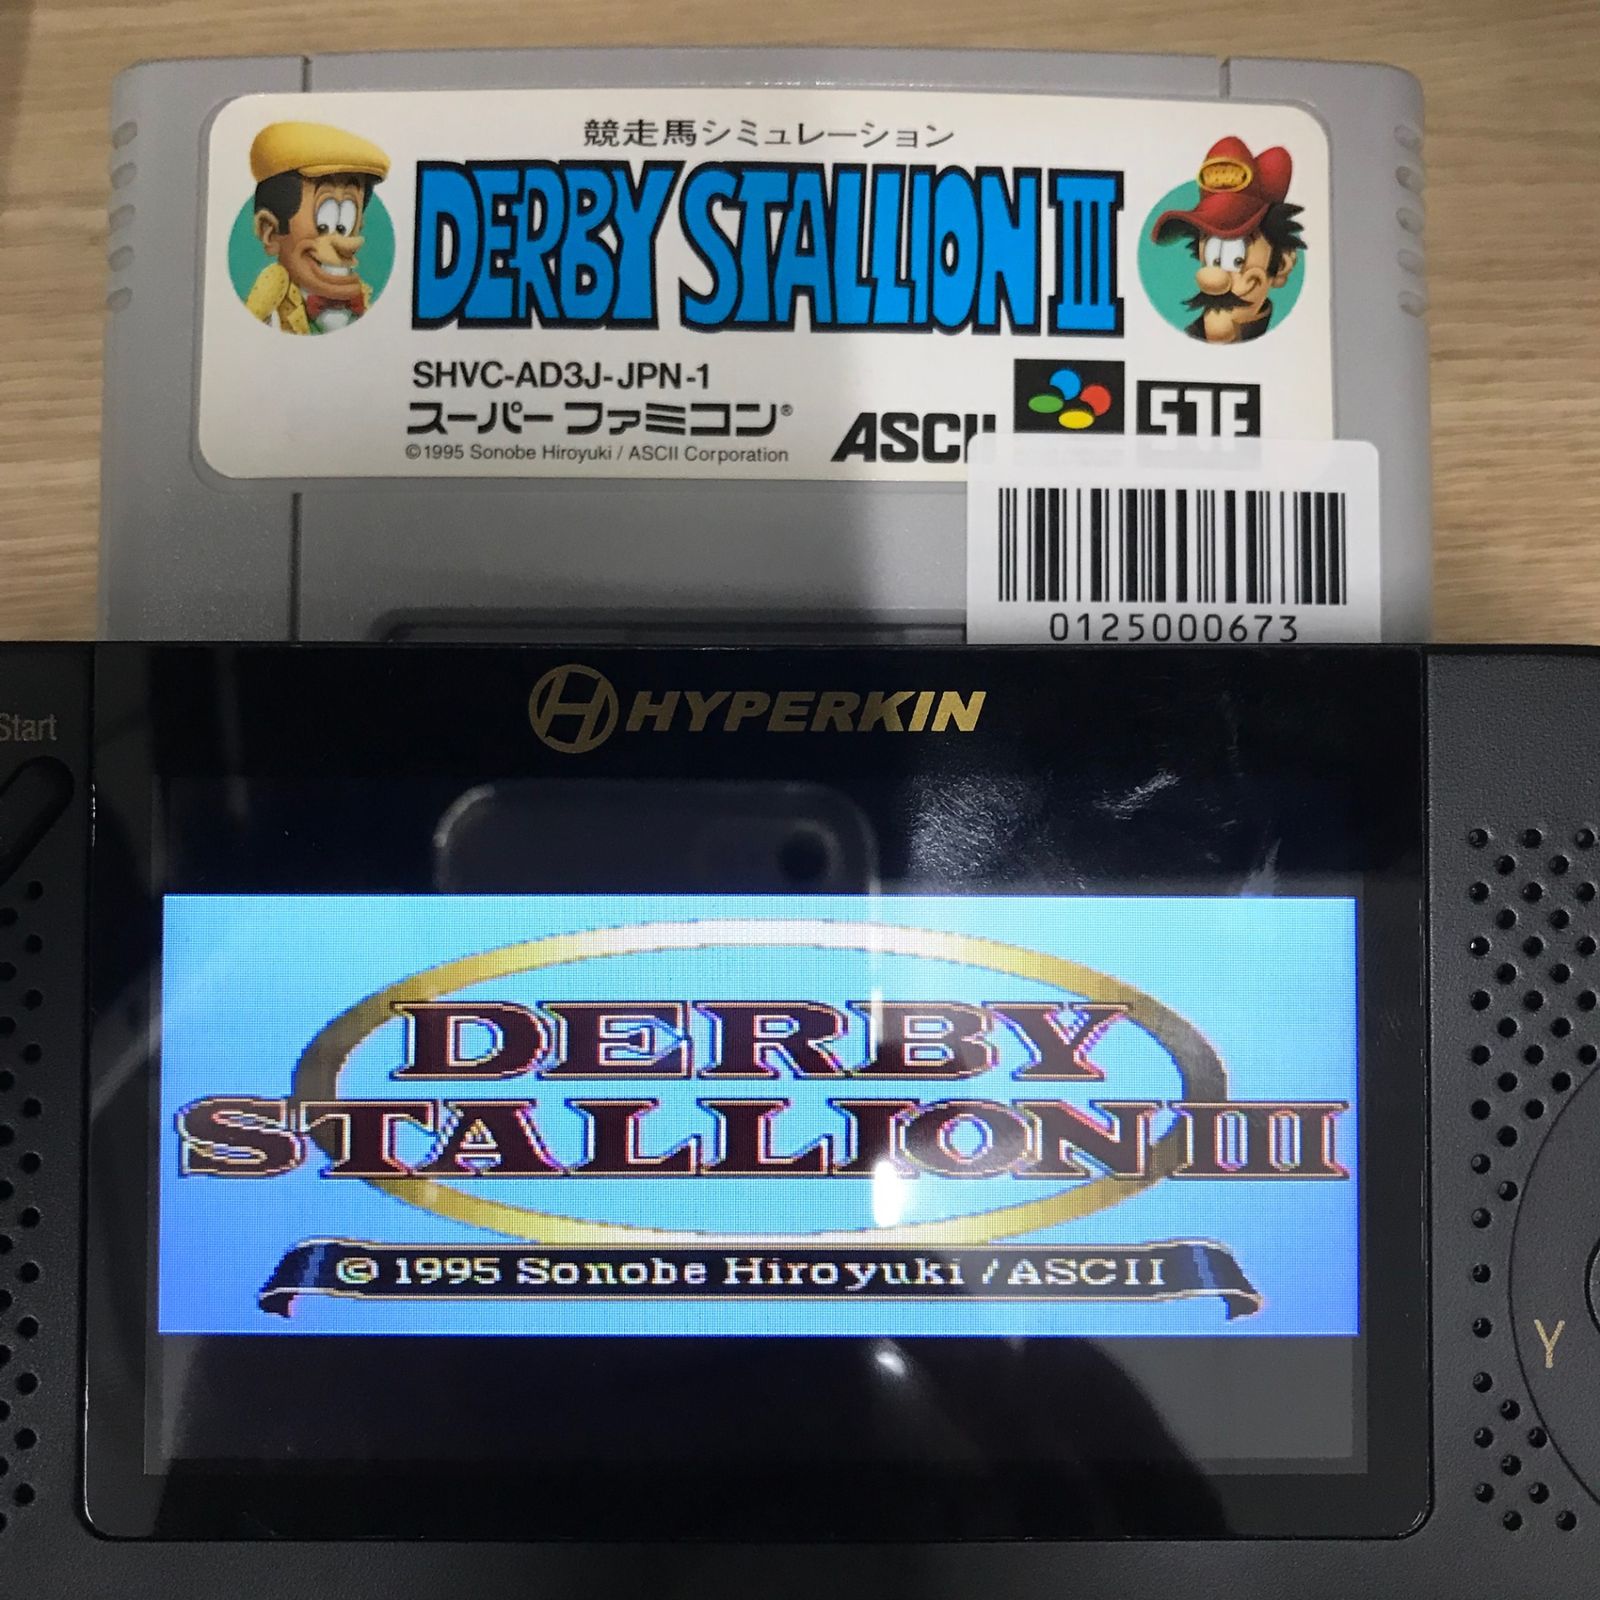 競走馬シミュレーション
DERBY STALLION III
SHVC-AD3J-JPN-1
スーパーファミコン®
©1995 Sonobe Hiroyuki / ASCII Corporation
ASCII
0125000673
HYPERKIN
Start
DERBY
STALLION III
© 1995 Sonobe Hiroyuki / ASCII
Y